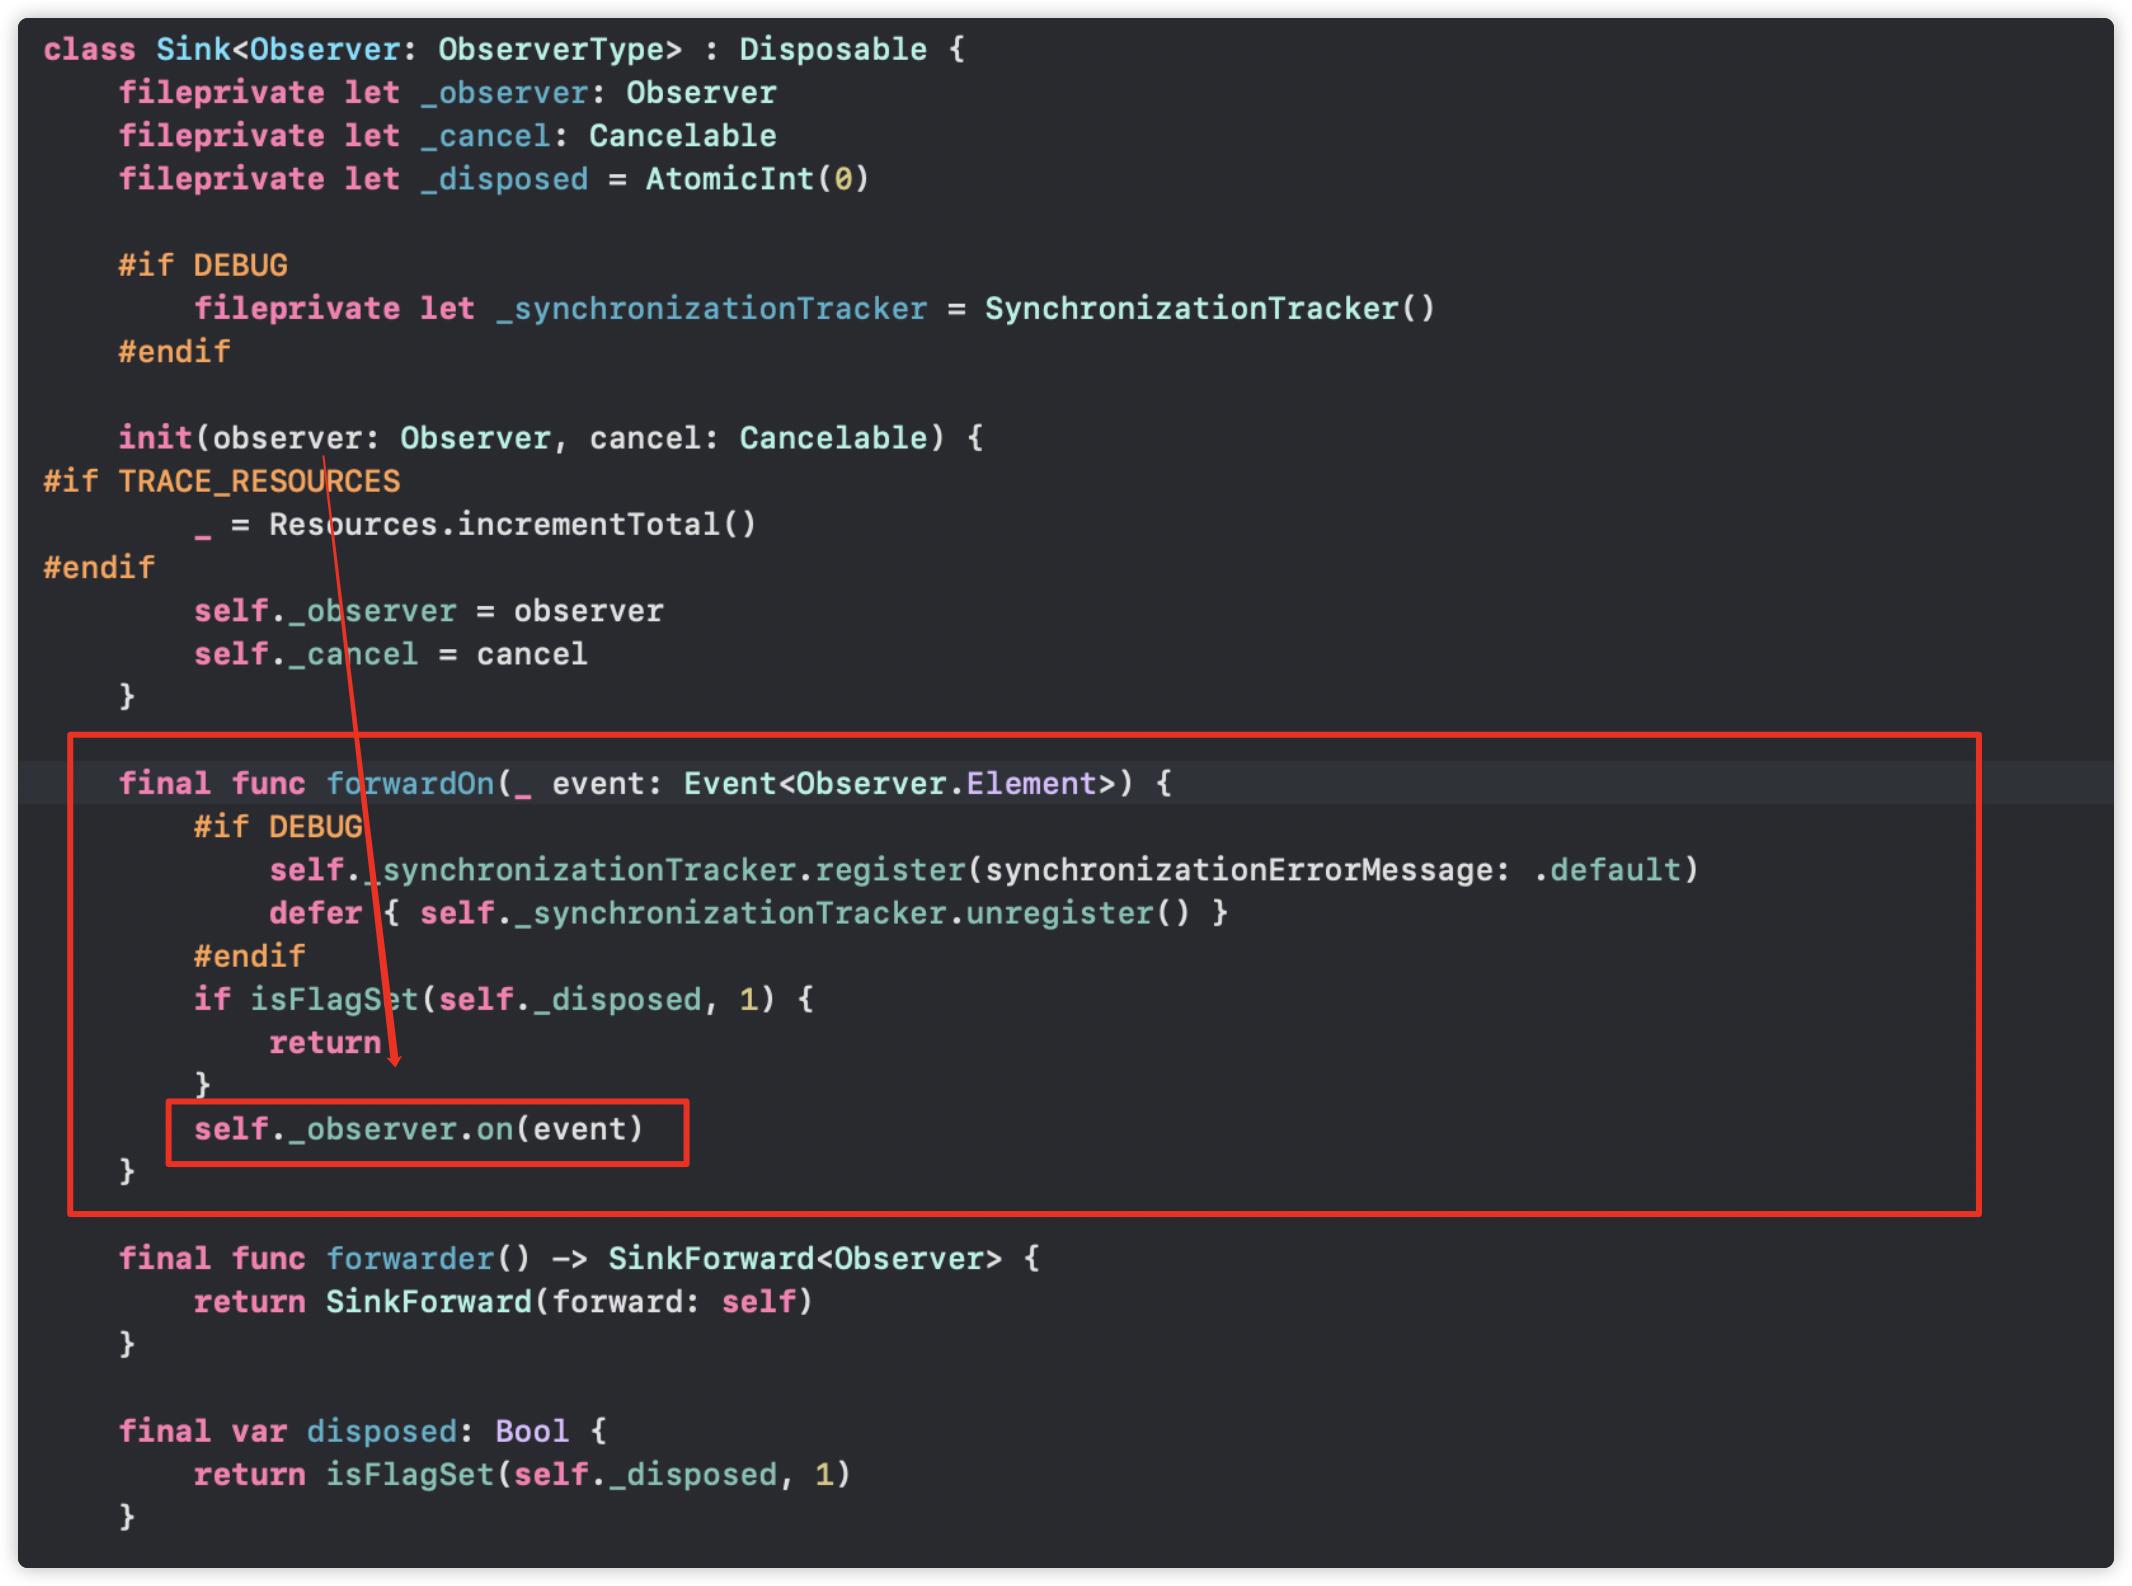 class Sink<Observer: ObserverType> : Disposable {
    fileprivate let _observer: Observer
    fileprivate let _cancel: Cancelable
    fileprivate let _disposed = AtomicInt(0)
    #if DEBUG
        fileprivate let _synchronizationTracker = SynchronizationTracker()
    #endif
    init(observer: Observer, cancel: Cancelable) {
#if TRACE_RESOURCES
        _ = Resources.incrementTotal()
#endif
        self._observer = observer
        self._cancel = cancel
    }
    final func forwardOn(_ event: Event<Observer.Element>) {
        #if DEBUG
            self._synchronizationTracker.register(synchronizationErrorMessage: .default)
            defer { self._synchronizationTracker.unregister() }
        #endif
        if isFlagSet(self._disposed, 1) {
            return
        }
        self._observer.on(event)
    }
    final func forwarder() -> SinkForward<Observer> {
        return SinkForward(forward: self)
    }
    final var disposed: Bool {
        return isFlagSet(self._disposed, 1)
    }